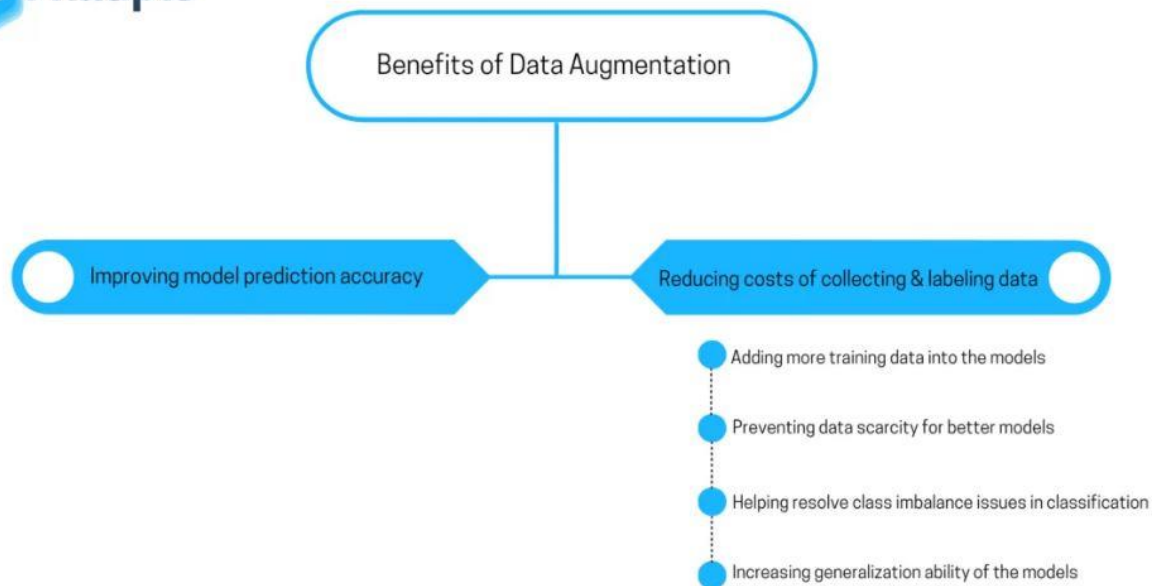 Benefits of Data Augmentation
Improving model prediction accuracy
Reducing costs of collecting & labeling data
Adding more training data into the models
Preventing data scarcity for better models
Helping resolve class imbalance issues in classification
Increasing generalization ability of the models